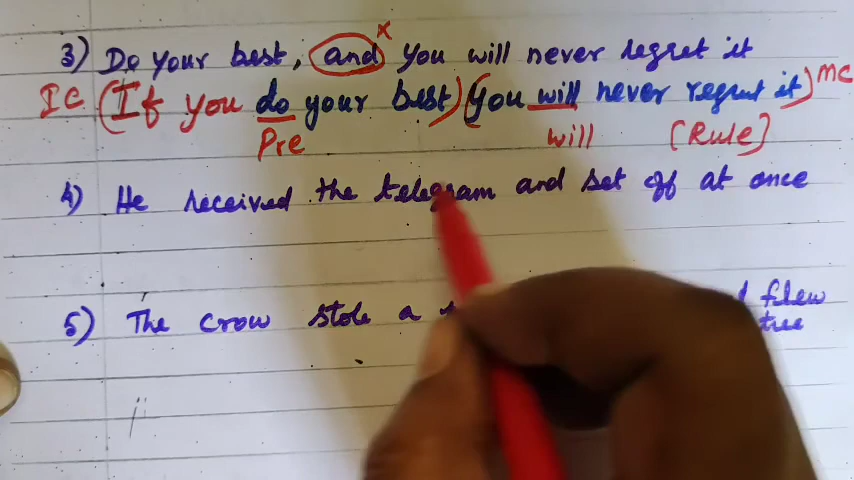 3) Do your best, and x you will never regret it
IC (If you do your best) (you will never regret it) MC
Pre will (Rule)
4) He received the telegram and set off at once
5) The crow stole a flew
tree